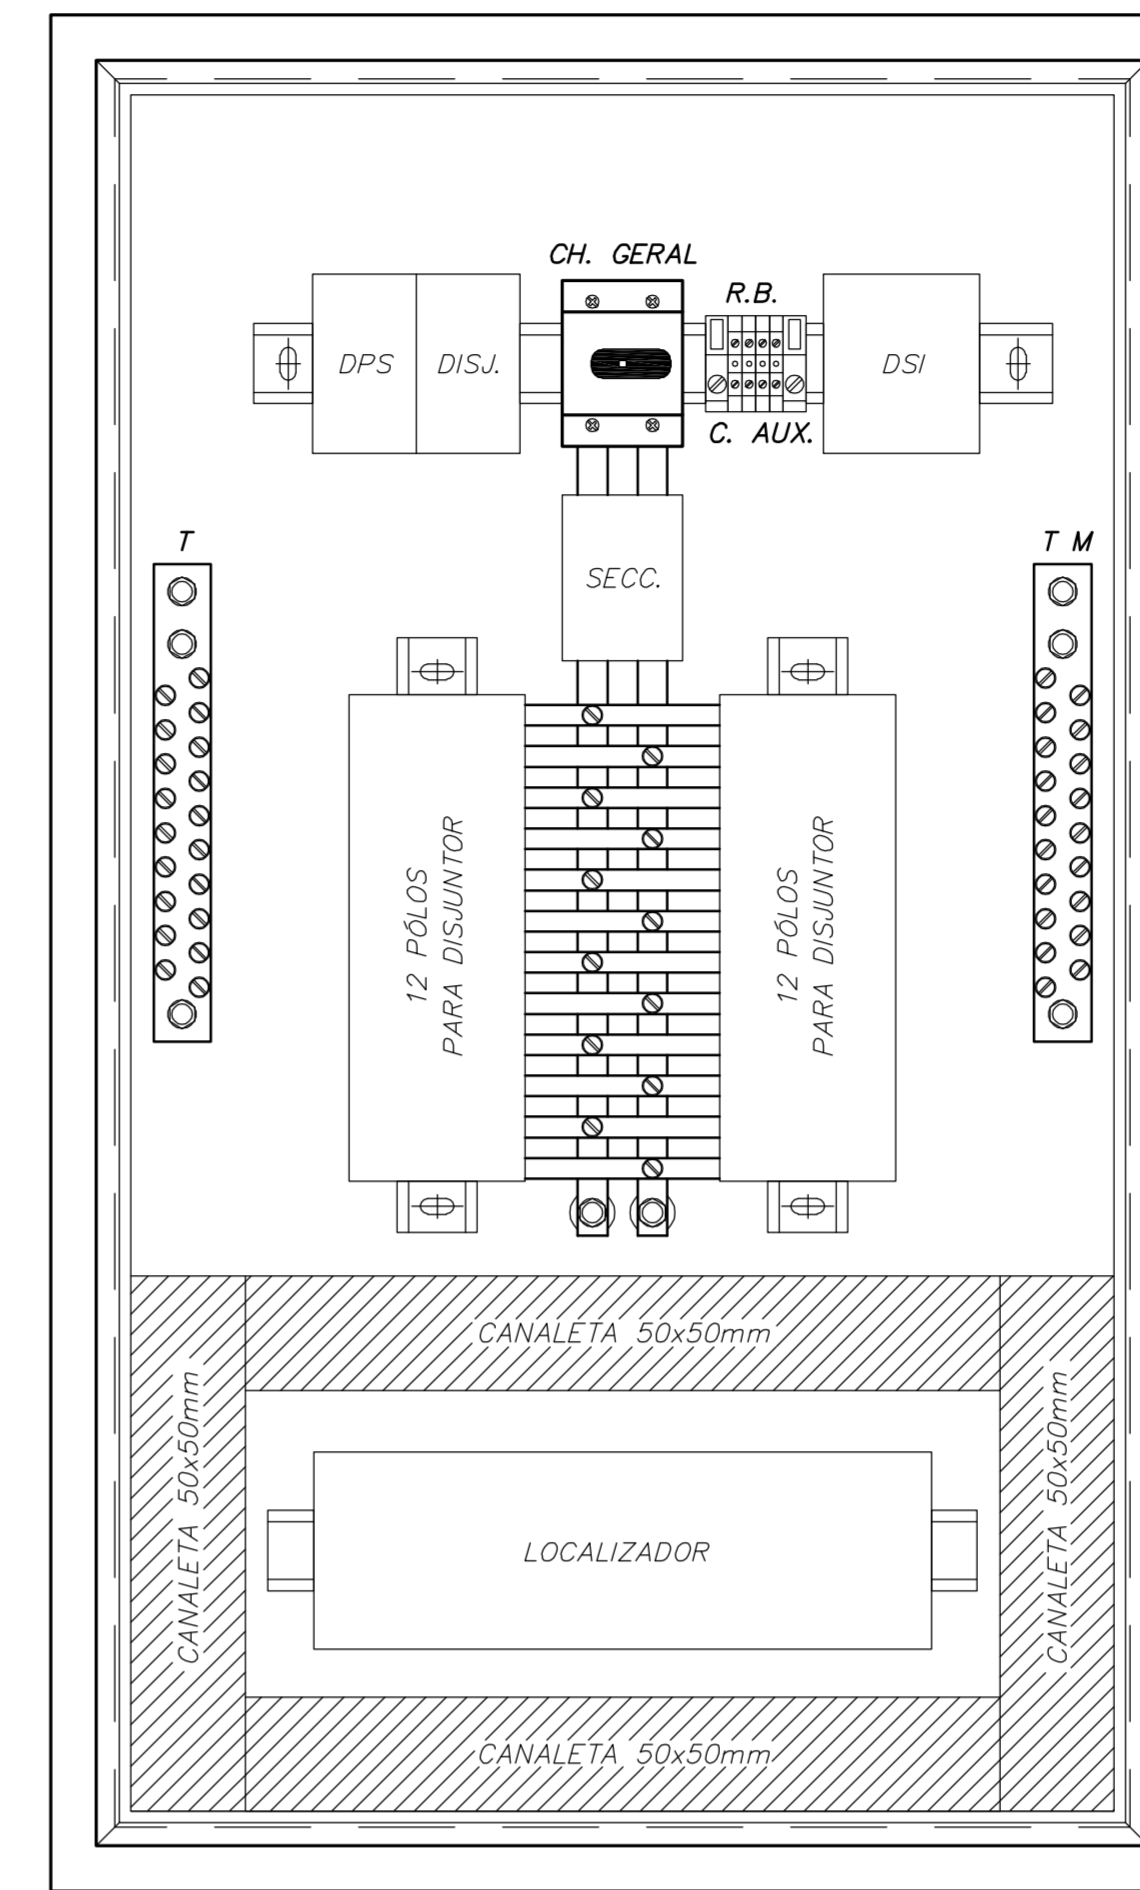 CH. GERAL
R.B.
DPS
DISJ.
DSI
C. AUX.
T
T M
SECC.
12 PÓLOS
PARA DISJUNTOR
12 PÓLOS
PARA DISJUNTOR
CANALETA 50x50mm
CANALETA 50x50mm
CANALETA 50x50mm
LOCALIZADOR
CANALETA 50x50mm